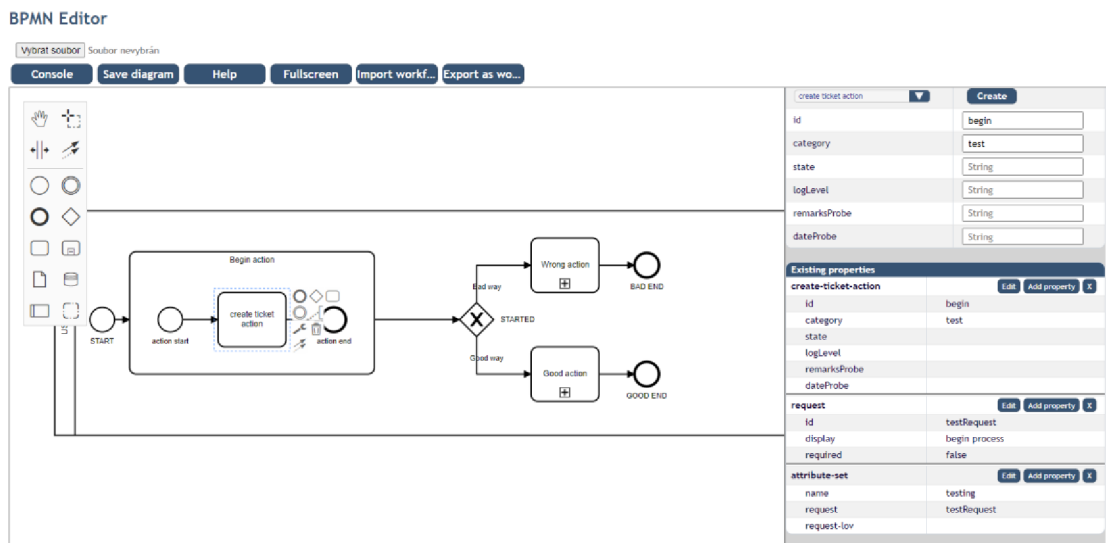 BPMN Editor
Vybrat soubor Soubor nevybrán
Console Save diagram Help Fullscreen Import workf... Export as wo...
create ticket action Create
id begin
category test
state String
logLevel String
remarksProbe String
dateProbe String
Existing properties
create-ticket-action Edit Add property X
id begin
category test
state
logLevel
remarksProbe
dateProbe
request Edit Add property X
id testRequest
display begin process
required false
attribute-set Edit Add property X
name testing
request testRequest
request-lov
Begin action
START
action start
create ticket
action
action end
Bad way
Wrong action
BAD END
STARTED
Good way
Good action
GOOD END